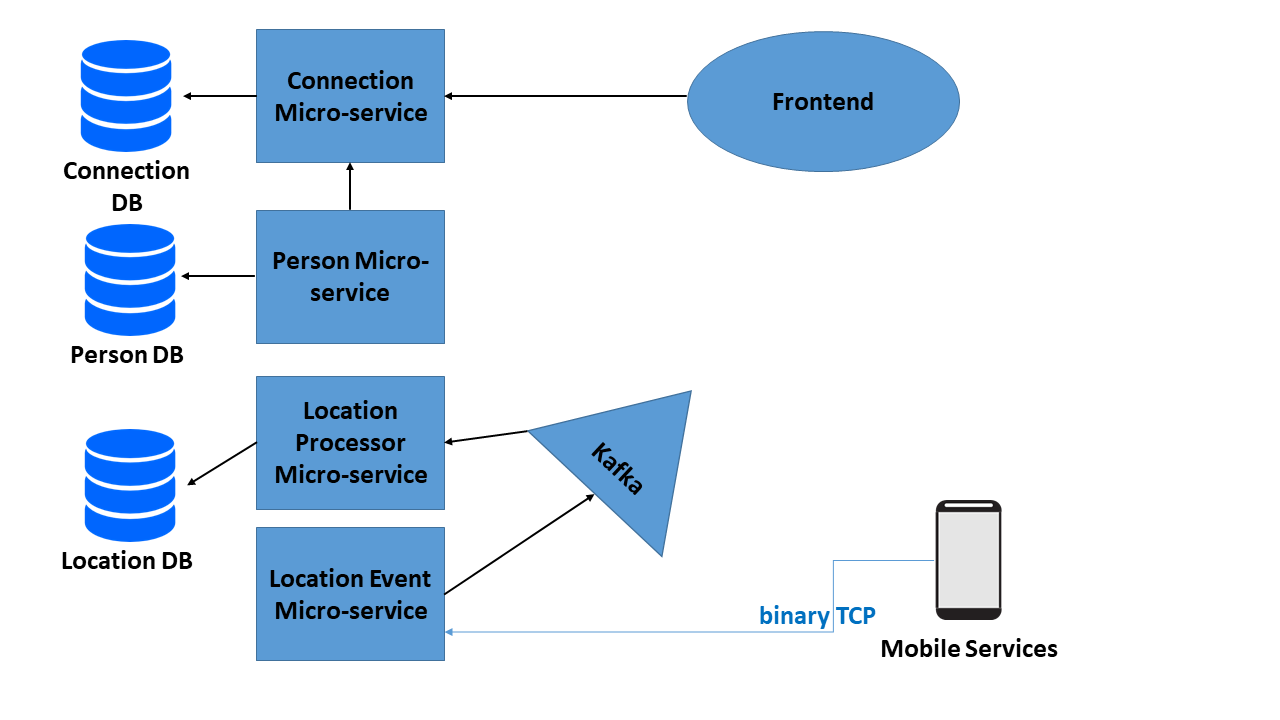 Connection
Micro-service
Frontend
Connection
DB
Person Micro-
service
Person DB
Location
Processor
Micro-service
Kafka
Location DB
Location Event
Micro-service
binary TCP
Mobile Services